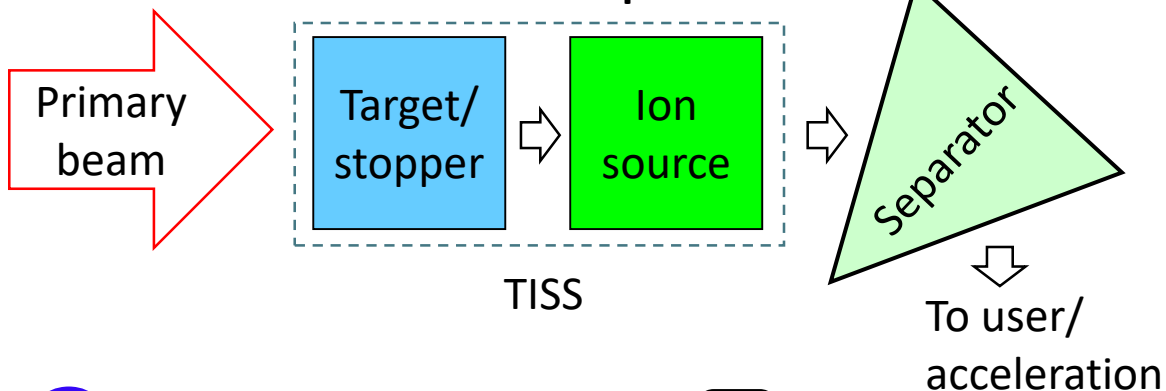 Primary
beam
Target/
stopper
Ion
source
Separator
TISS
To user/
acceleration